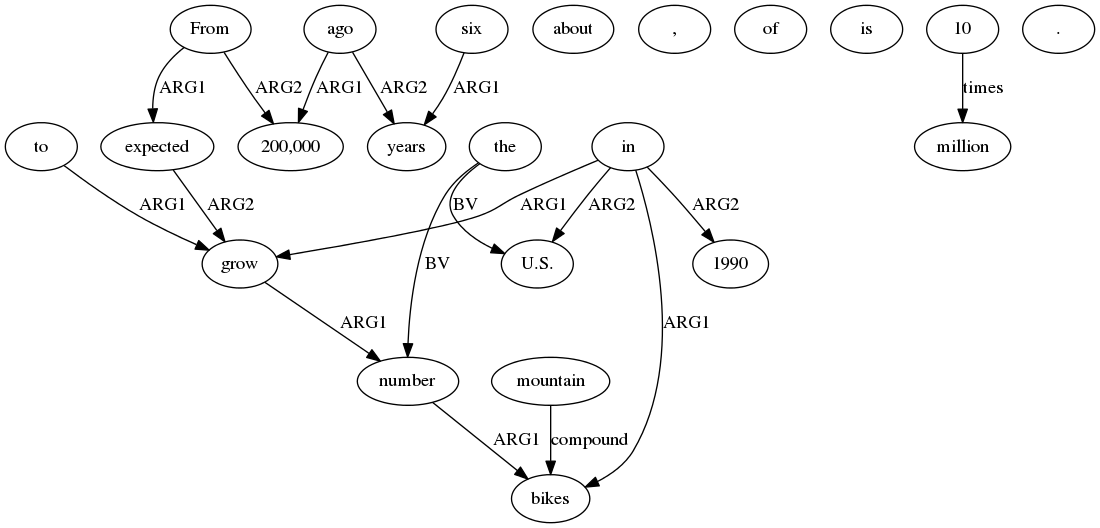 From ago six about , of is 10 .
ARG1 ARG2 ARG1 ARG2 ARG1 times
to expected 200,000 years the in million
ARG1 ARG2 BV ARG1 ARG2 ARG2
grow U.S. 1990
BV
ARG1 ARG1
number mountain
ARG1 compound
bikes